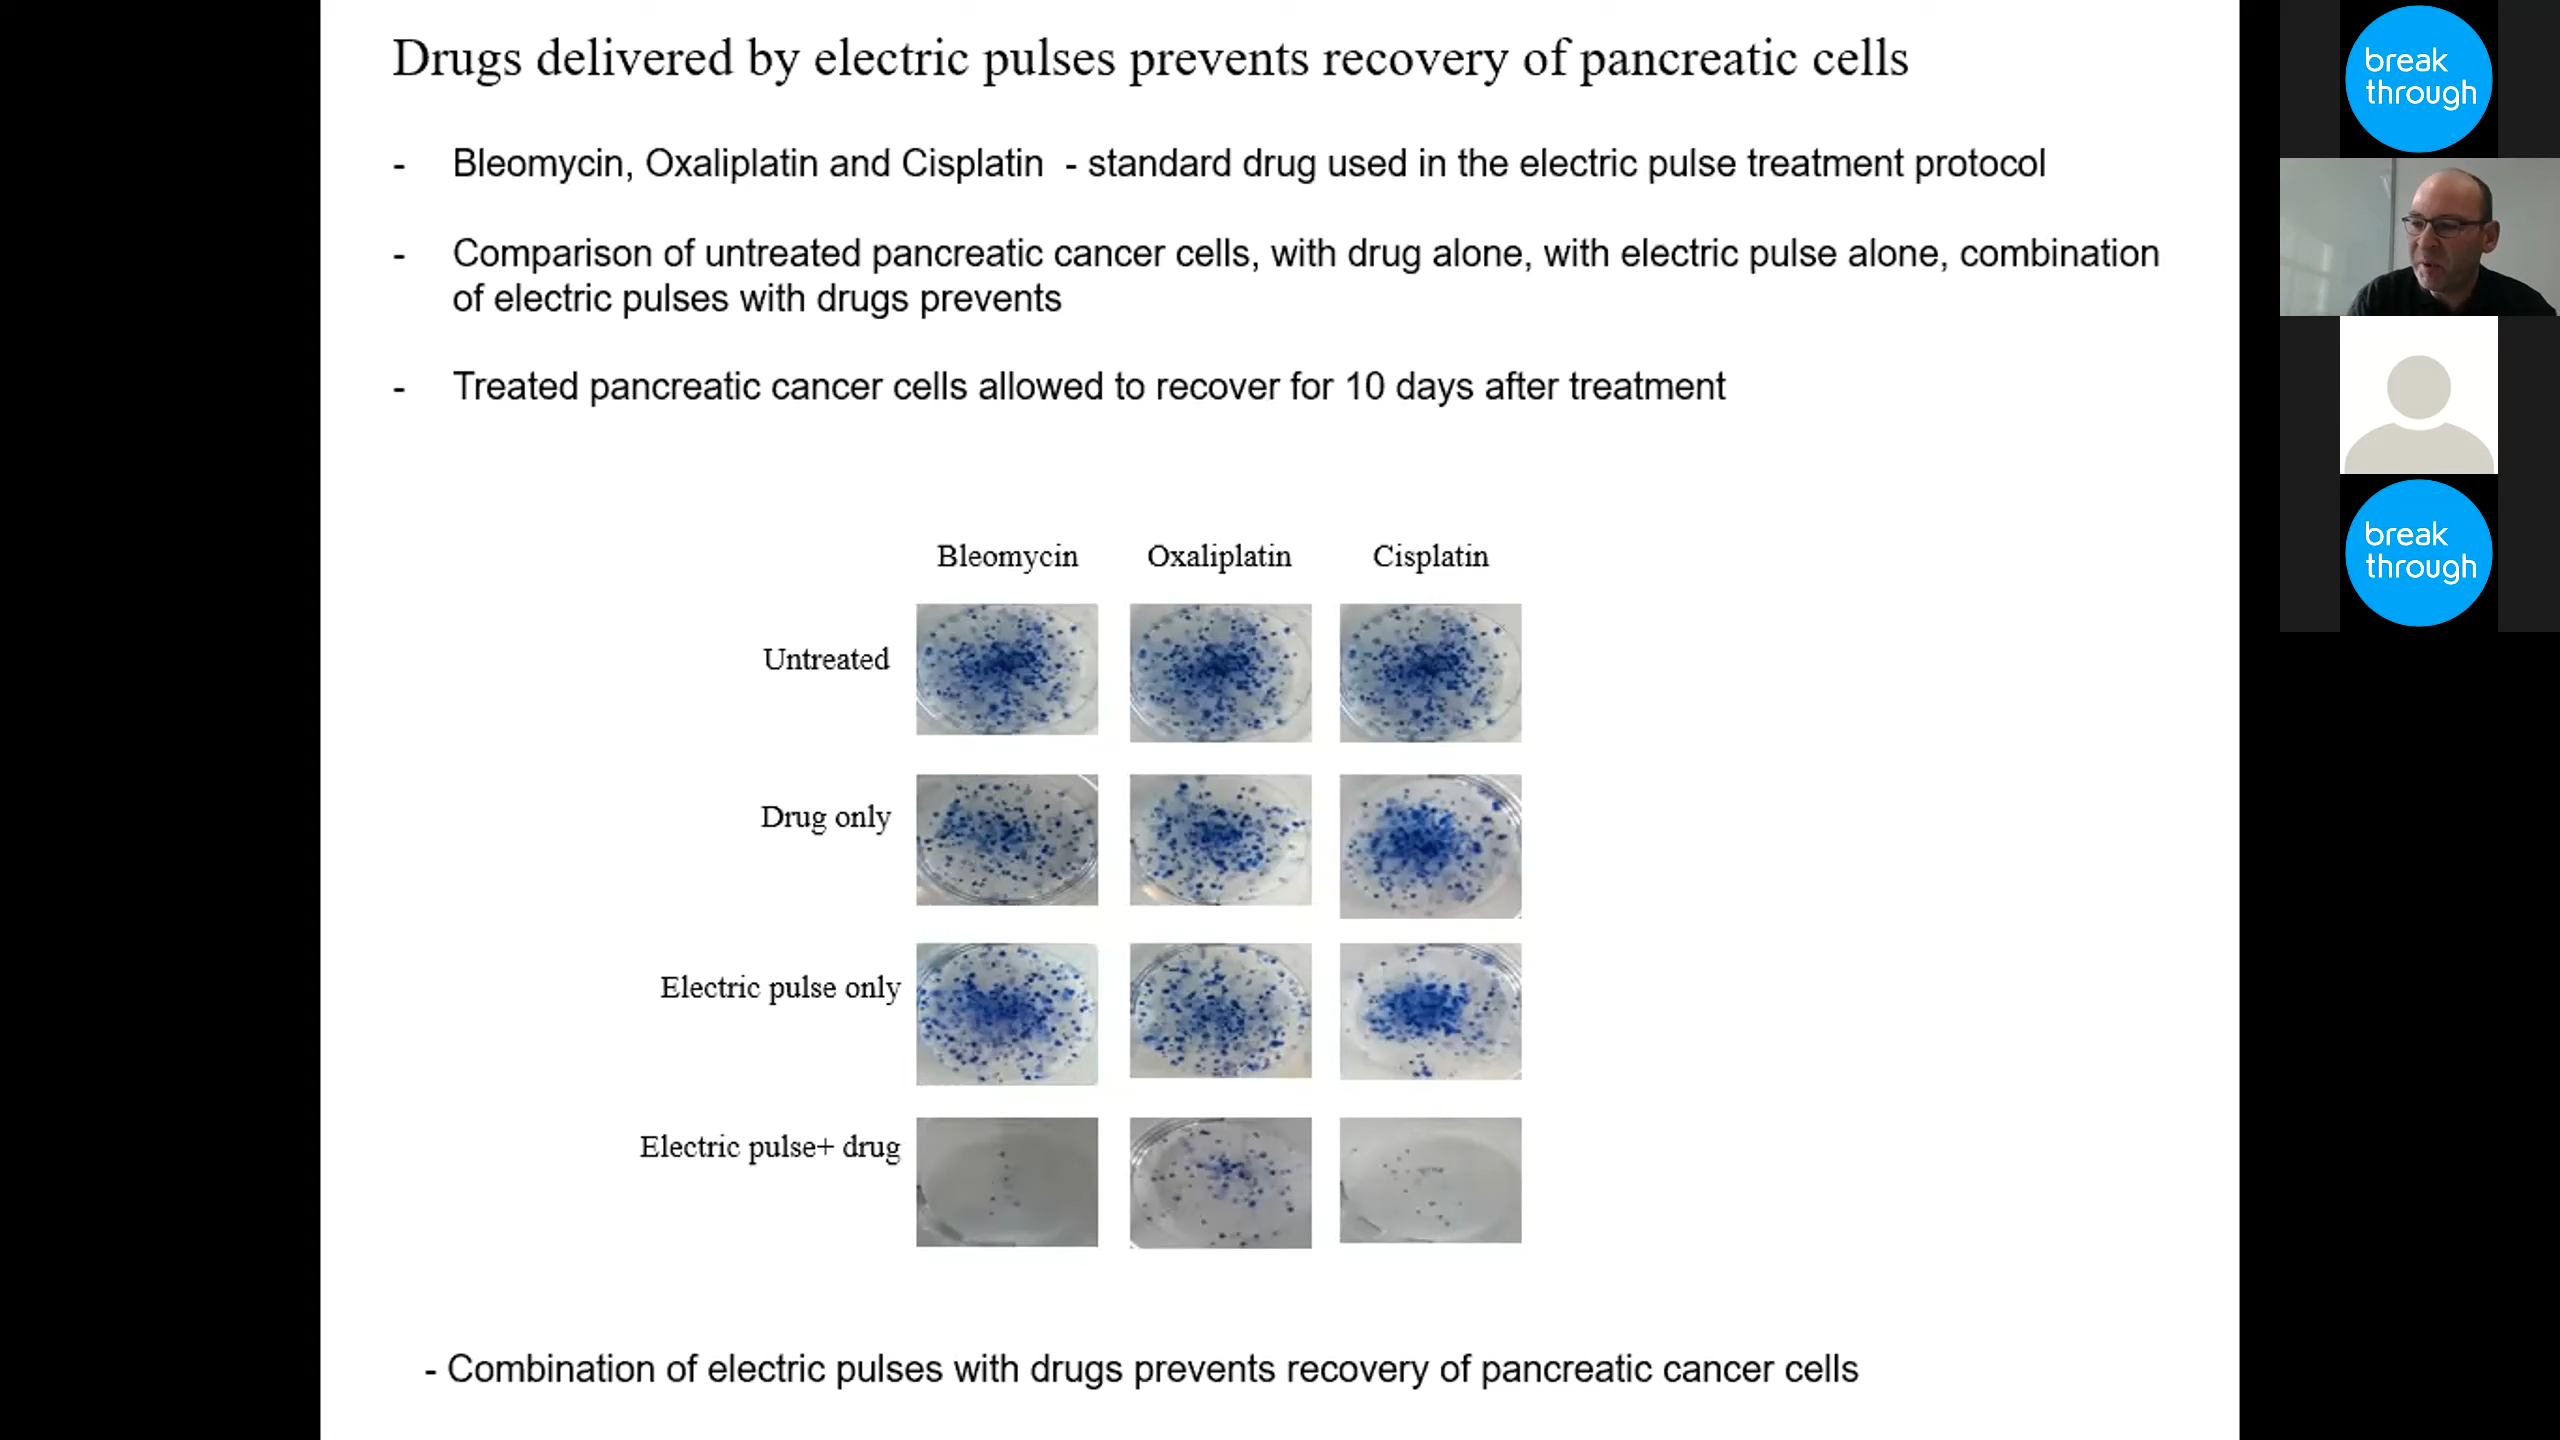 Drugs delivered by electric pulses prevents recovery of pancreatic cells
- Bleomycin, Oxaliplatin and Cisplatin - standard drug used in the electric pulse treatment protocol
- Comparison of untreated pancreatic cancer cells, with drug alone, with electric pulse alone, combination
of electric pulses with drugs prevents
- Treated pancreatic cancer cells allowed to recover for 10 days after treatment
Bleomycin Oxaliplatin Cisplatin
Untreated
Drug only
Electric pulse only
Electric pulse+ drug
- Combination of electric pulses with drugs prevents recovery of pancreatic cancer cells
break
through
break
through